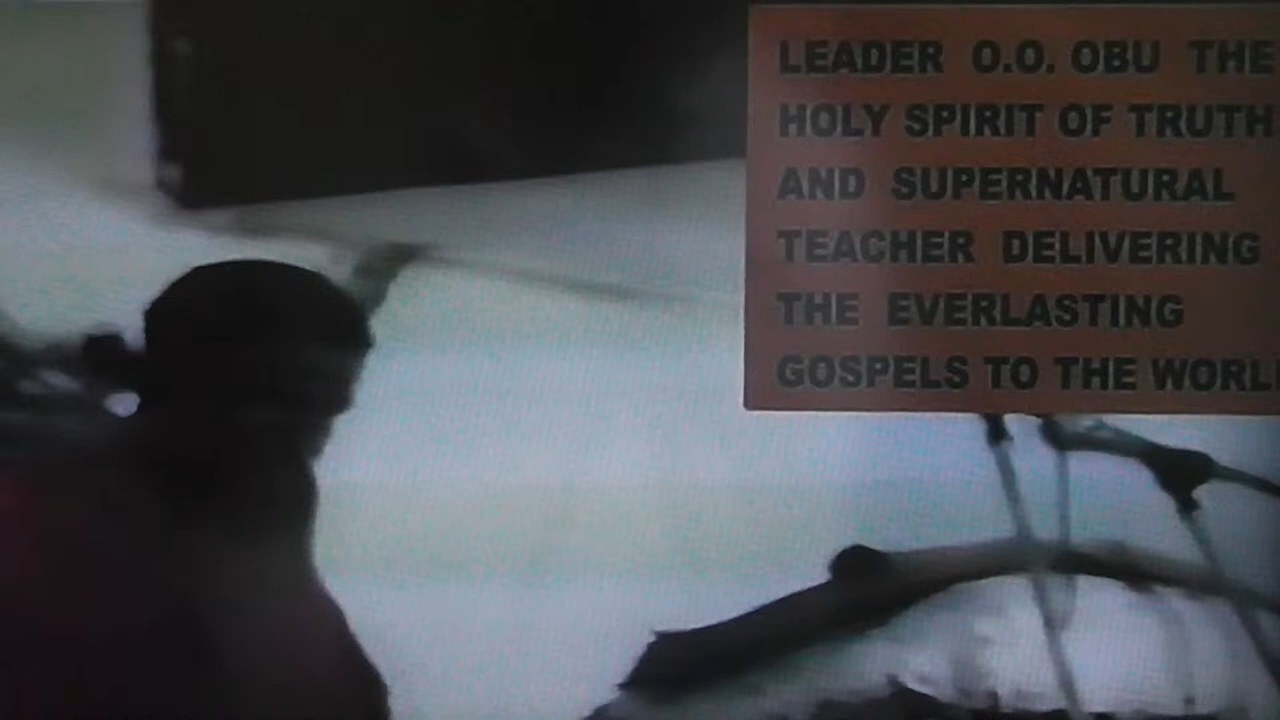 LEADER O.O. OBU THE
HOLY SPIRIT OF TRUTH
AND SUPERNATURAL
TEACHER DELIVERING
THE EVERLASTING
GOSPELS TO THE WORL